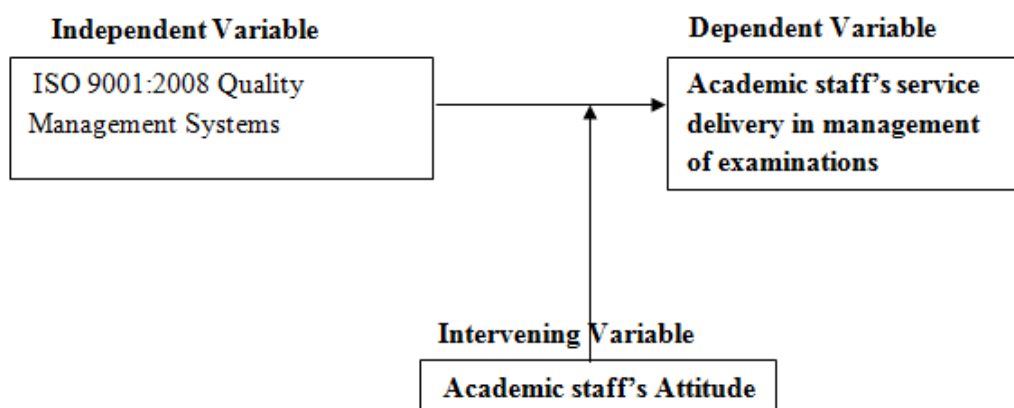 Independent Variable
Dependent Variable
ISO 9001:2008 Quality
Management Systems
Academic staff’s service
delivery in management
of examinations
Intervening Variable
Academic staff’s Attitude